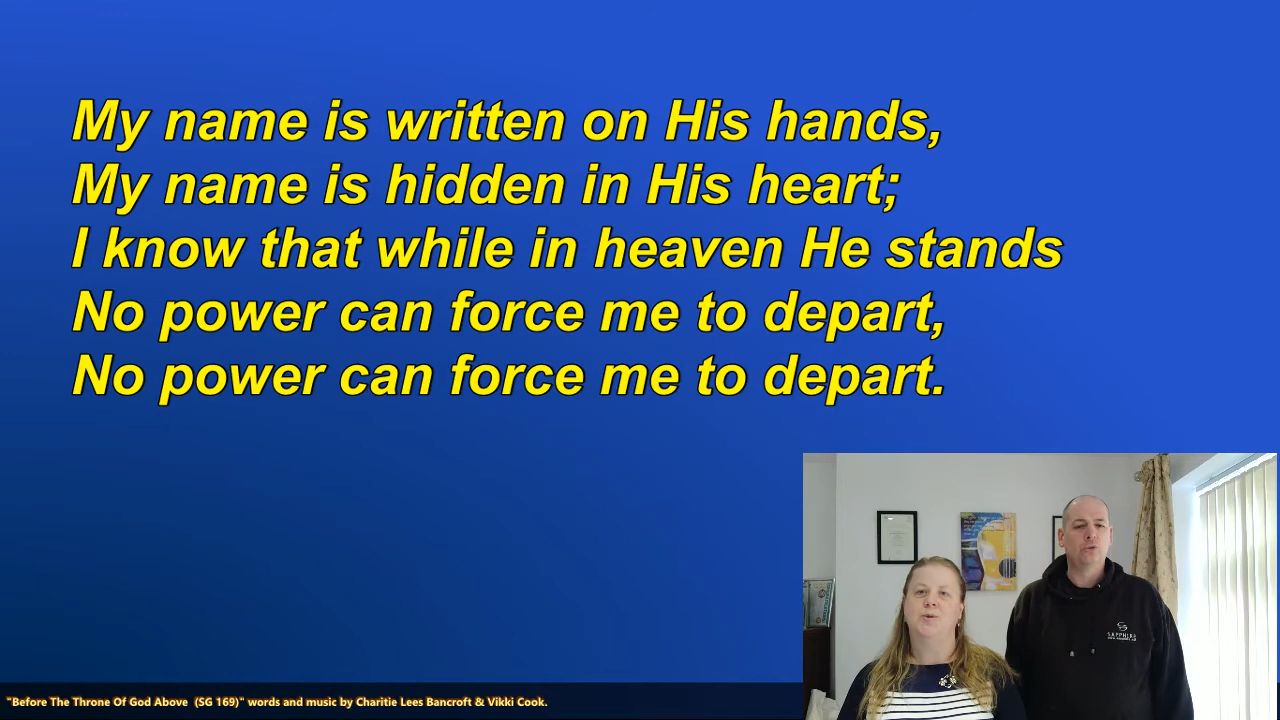 My name is written on His hands,
My name is hidden in His heart;
I know that while in heaven He stands
No power can force me to depart,
No power can force me to depart.
SAPPHIRE
"Before The Throne Of God Above (SG 169)" words and music by Charitie Lees Bancroft & Vikki Cook.